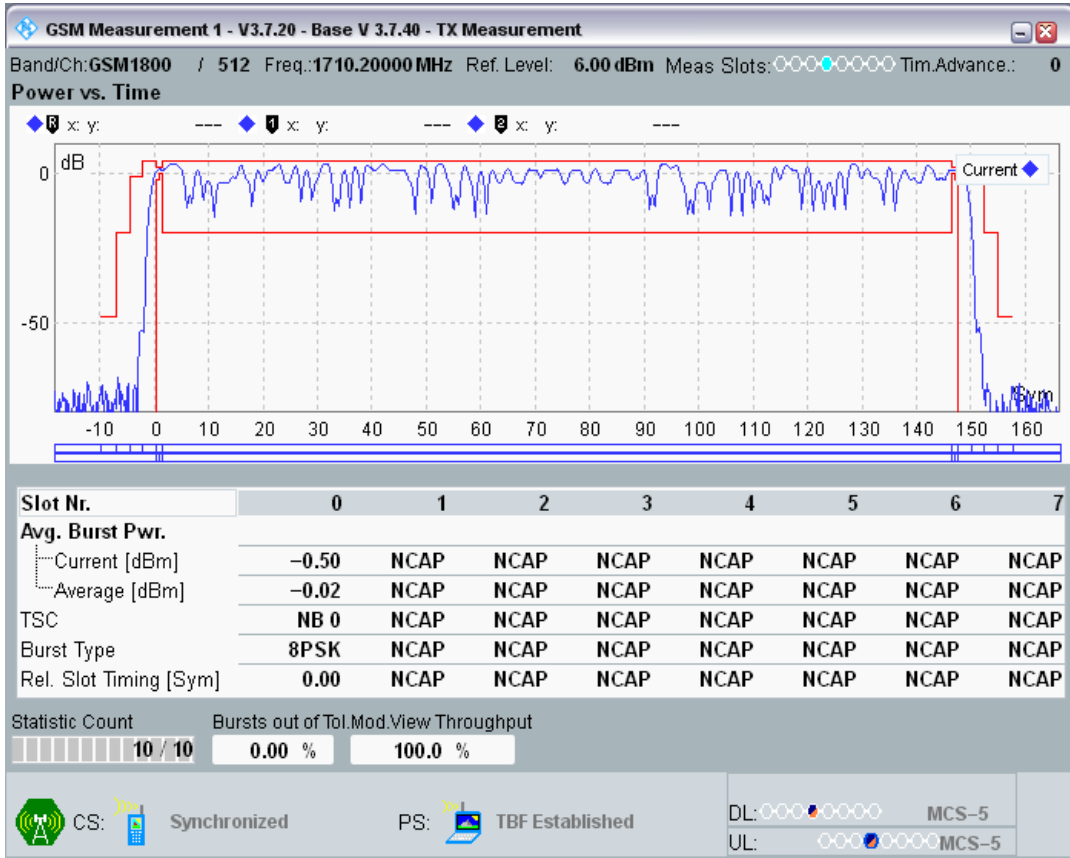 GSM Measurement 1 - V3.7.20 - Base V 3.7.40 - TX Measurement
Band/Ch:GSM1800 / 512 Freq.:1710.20000 MHz Ref. Level: 6.00 dBm Meas Slots: Tim.Advance.: 0
Power vs. Time
R x: y: --- 1 x: y: --- 2 x: y: ---
dB
Current
0
-50
Sym
-10 0 10 20 30 40 50 60 70 80 90 100 110 120 130 140 150 160
Slot Nr. 0 1 2 3 4 5 6 7
Avg. Burst Pwr.
Current [dBm] −0.50 NCAP NCAP NCAP NCAP NCAP NCAP NCAP
Average [dBm] −0.02 NCAP NCAP NCAP NCAP NCAP NCAP NCAP
TSC NB 0 NCAP NCAP NCAP NCAP NCAP NCAP NCAP
Burst Type 8PSK NCAP NCAP NCAP NCAP NCAP NCAP NCAP
Rel. Slot Timing [Sym] 0.00 NCAP NCAP NCAP NCAP NCAP NCAP NCAP
Statistic Count Bursts out of Tol.Mod.View Throughput
10 / 10 0.00 % 100.0 %
CS: Synchronized PS: TBF Established
DL: MCS−5
UL: MCS−5